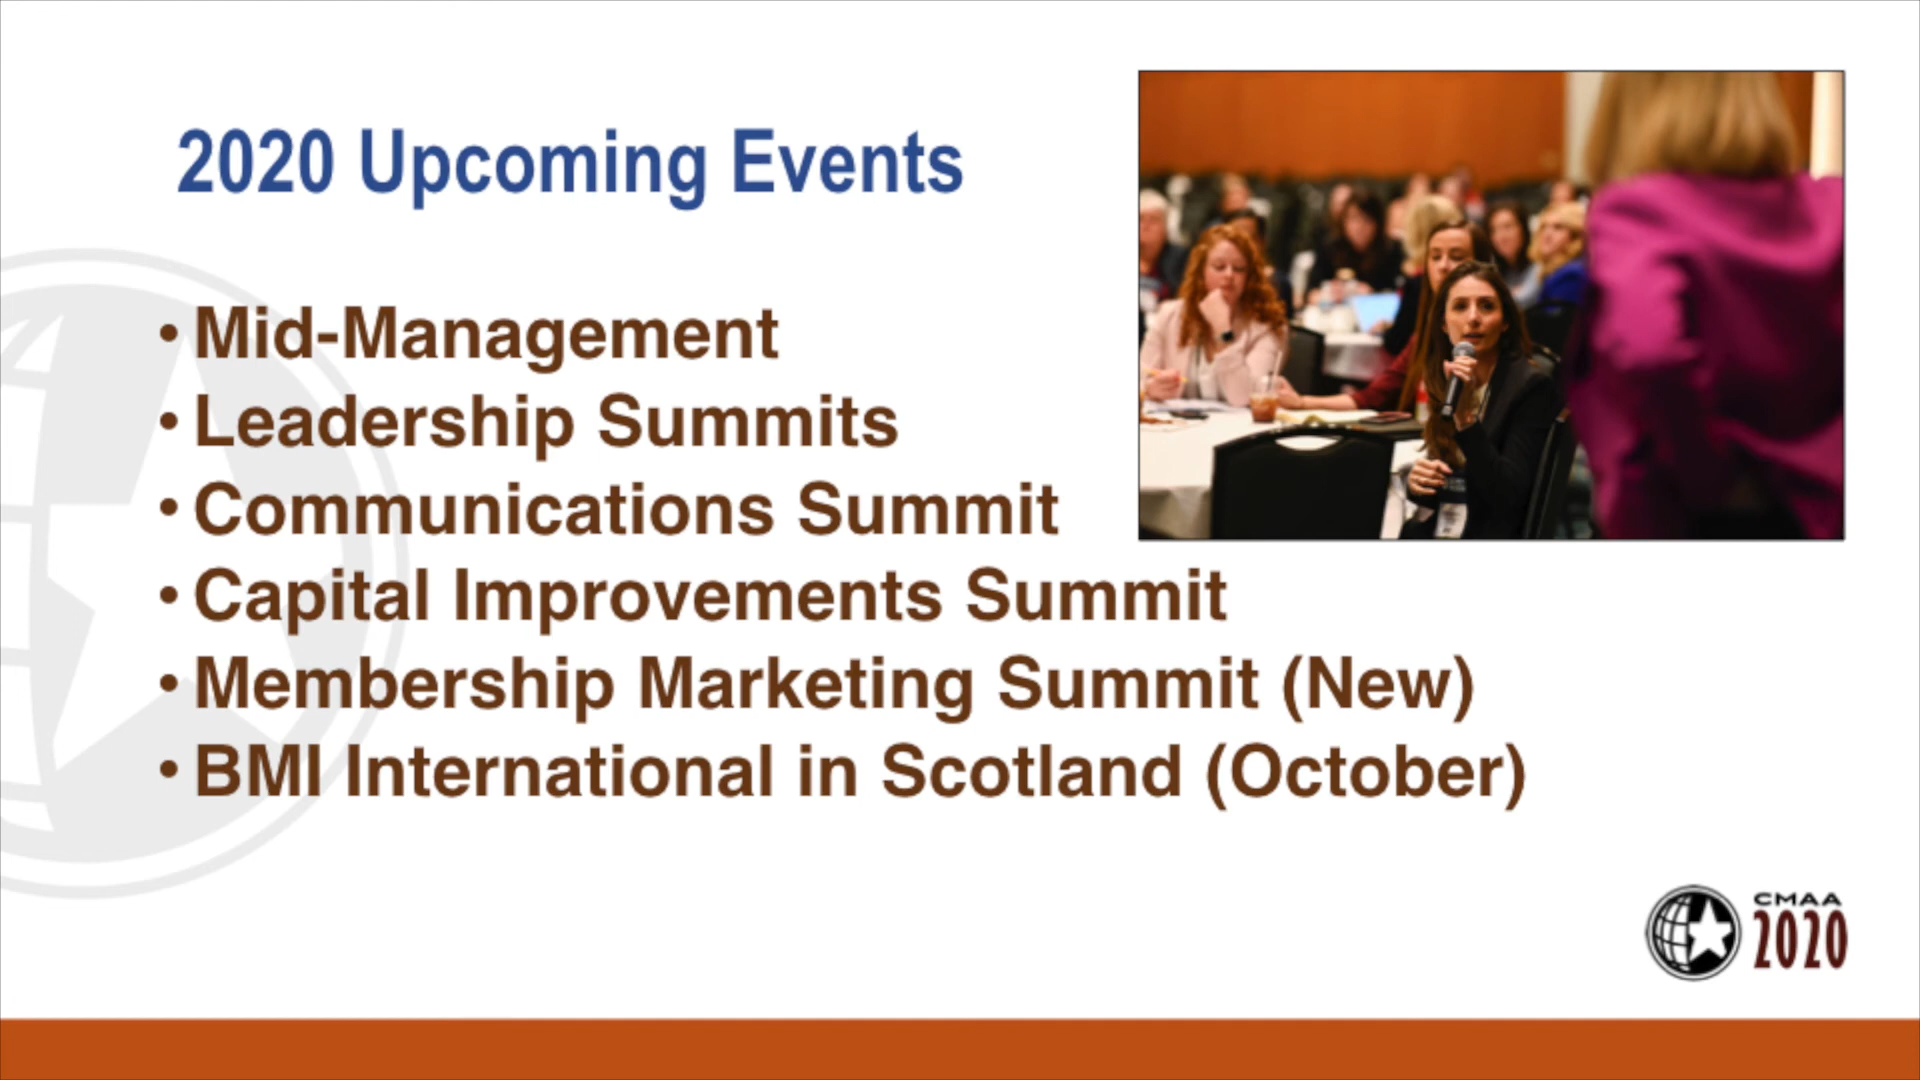 2020 Upcoming Events
• Mid-Management
• Leadership Summits
• Communications Summit
• Capital Improvements Summit
• Membership Marketing Summit (New)
• BMI International in Scotland (October)
CMAA
2020